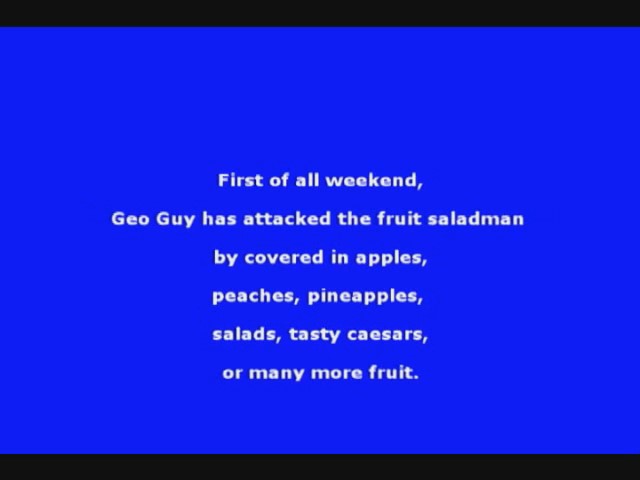 First of all weekend,
Geo Guy has attacked the fruit saladman
by covered in apples,
peaches, pineapples,
salads, tasty caesars,
or many more fruit.